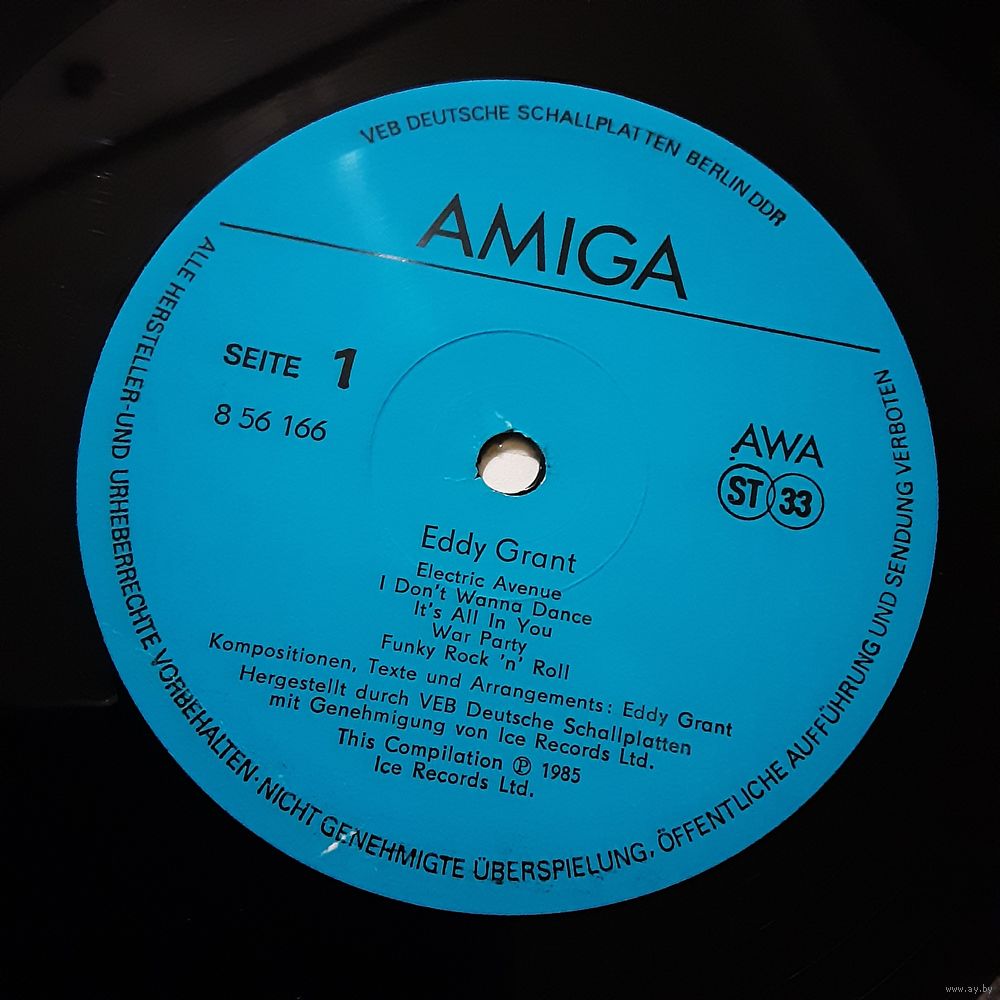 VEB DEUTSCHE SCHALLPLATTEN BERLIN DDR
AMIGA
SEITE 1
8 56 166
AWA
ST 33
Eddy Grant
Electric Avenue
I Don't Wanna Dance
It's All In You
War Party
Funky Rock 'n' Roll
Kompositionen, Texte und Arrangements: Eddy Grant
Hergestellt durch VEB Deutsche Schallplatten
mit Genehmigung von Ice Records Ltd.
This Compilation ℗ 1985
Ice Records Ltd.
ALLE HERSTELLER-UND URHEBERRECHTE VORBEHALTEN· NICHT GENEHMIGTE ÜBERSPIELUNG, ÖFFENTLICHE AUFFÜHRUNG UND SENDUNG VERBOTEN
www.ay.by